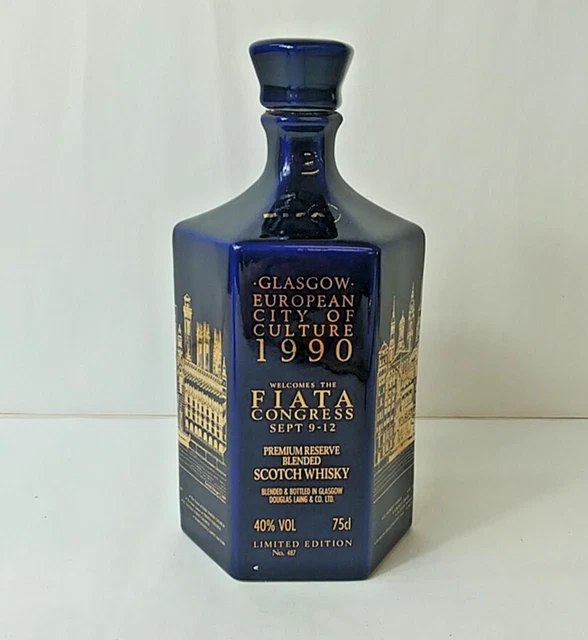 ·GLASGOW·
EUROPEAN
CITY OF
CULTURE
1990
WELCOMES THE
FIATA
CONGRESS
SEPT 9-12
PREMIUM RESERVE
BLENDED
SCOTCH WHISKY
BLENDED & BOTTLED IN GLASGOW
DOUGLAS LAING & CO. LTD.
40% VOL 75cl
LIMITED EDITION
No. 487